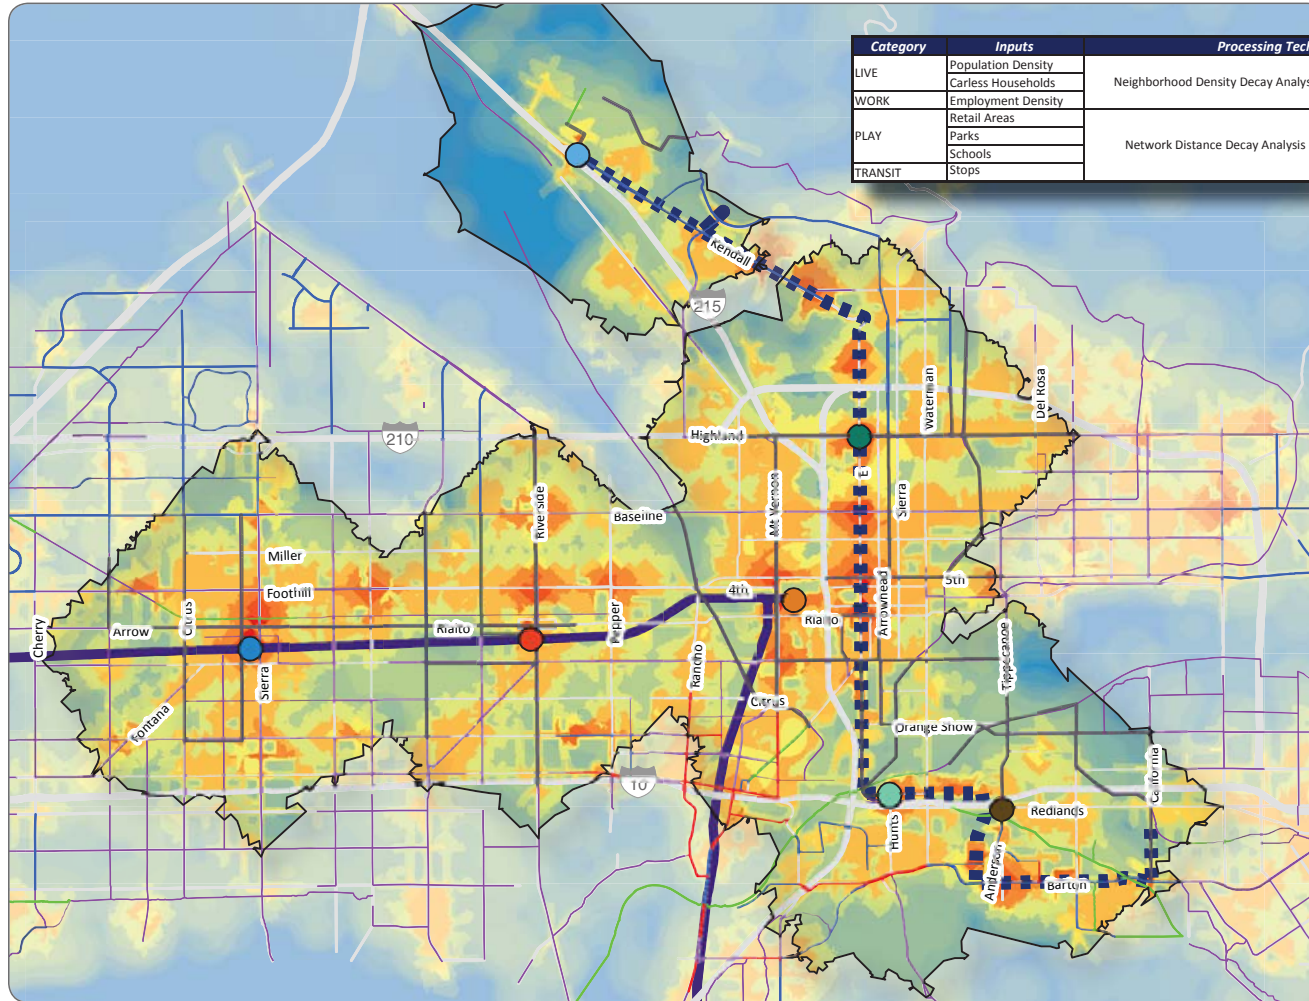 Category Inputs Processing Tech
LIVE Population Density Neighborhood Density Decay Analys
Carless Households
WORK Employment Density
PLAY Retail Areas Network Distance Decay Analysis
Parks
Schools
TRANSIT Stops
Kendall
215
Waterman
Del Rosa
210
Highland
E
Riverside
Mt Vernon
Sierra
Baseline
Miller
Foothill
4th
5th
Arrowhead
Citrus
Arrow
Rialto
Pepper
Rialto
Cherry
Sierra
Rancho
Tippecanoe
Citrus
Fontana
Orange Show
California
10
Redlands
Hunts
Anderson
Barton